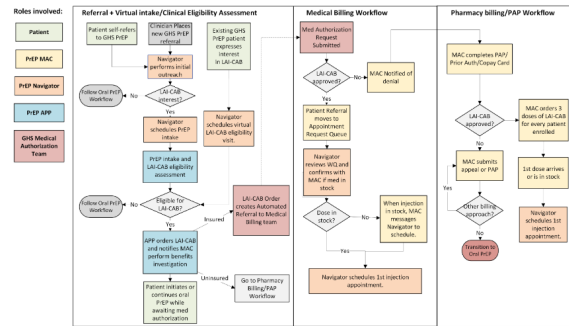 Roles involved:
Patient
PrEP MAC
PrEP Navigator
PrEP APP
GHS Medical
Authorization
Team
Referral + Virtual intake/Clinical Eligibility Assessment
Patient self-refers
to GHS PrEP
Clinician Places
new GHS PrEP
referral
Existing GHS
PrEP patient
expresses
interest
in LAI-CAB
Navigator
performs initial
outreach
Follow Oral PrEP
Workflow
No
LAI-CAB
interest?
Yes
Navigator
schedules PrEP
intake
Navigator
schedules virtual
LAI-CAB eligibility
visit.
PrEP intake and
LAI-CAB eligibility
assessment
Follow Oral PrEP
Workflow
No
Eligible for
LAI-CAB?
Yes
Insured
LAI-CAB Order
creates Automated
Referral to Medical
Billing team
APP orders LAI-CAB
and notifies MAC
perform benefits
investigation
Uninsured
Go to Pharmacy
Billing/PAP
Workflow
Patient initiates or
continues oral
PrEP while
awaiting med
authorization
Medical Billing Workflow
Med Authorization
Request
Submitted
LAI-CAB
approved?
No
MAC Notified of
denial
Yes
Patient Referral
moves to
Appointment
Request Queue
Navigator
reviews WQ and
confirms with
MAC if med in
stock
Dose in
stock?
No
When injection
in stock, MAC
messages
Navigator to
schedule.
Yes
Navigator schedules 1st injection
appointment.
Pharmacy billing/PAP Workflow
MAC completes PAP/
Prior Auth/Copay Card
LAI-CAB
approved?
Yes
MAC orders 3
doses of LAI-CAB
for every patient
enrolled
No
MAC submits
appeal or PAP
1st dose arrives
or is in stock
Yes
Other billing
approach?
Navigator
schedules 1st
injection
appointment.
No
Transition to
Oral PrEP